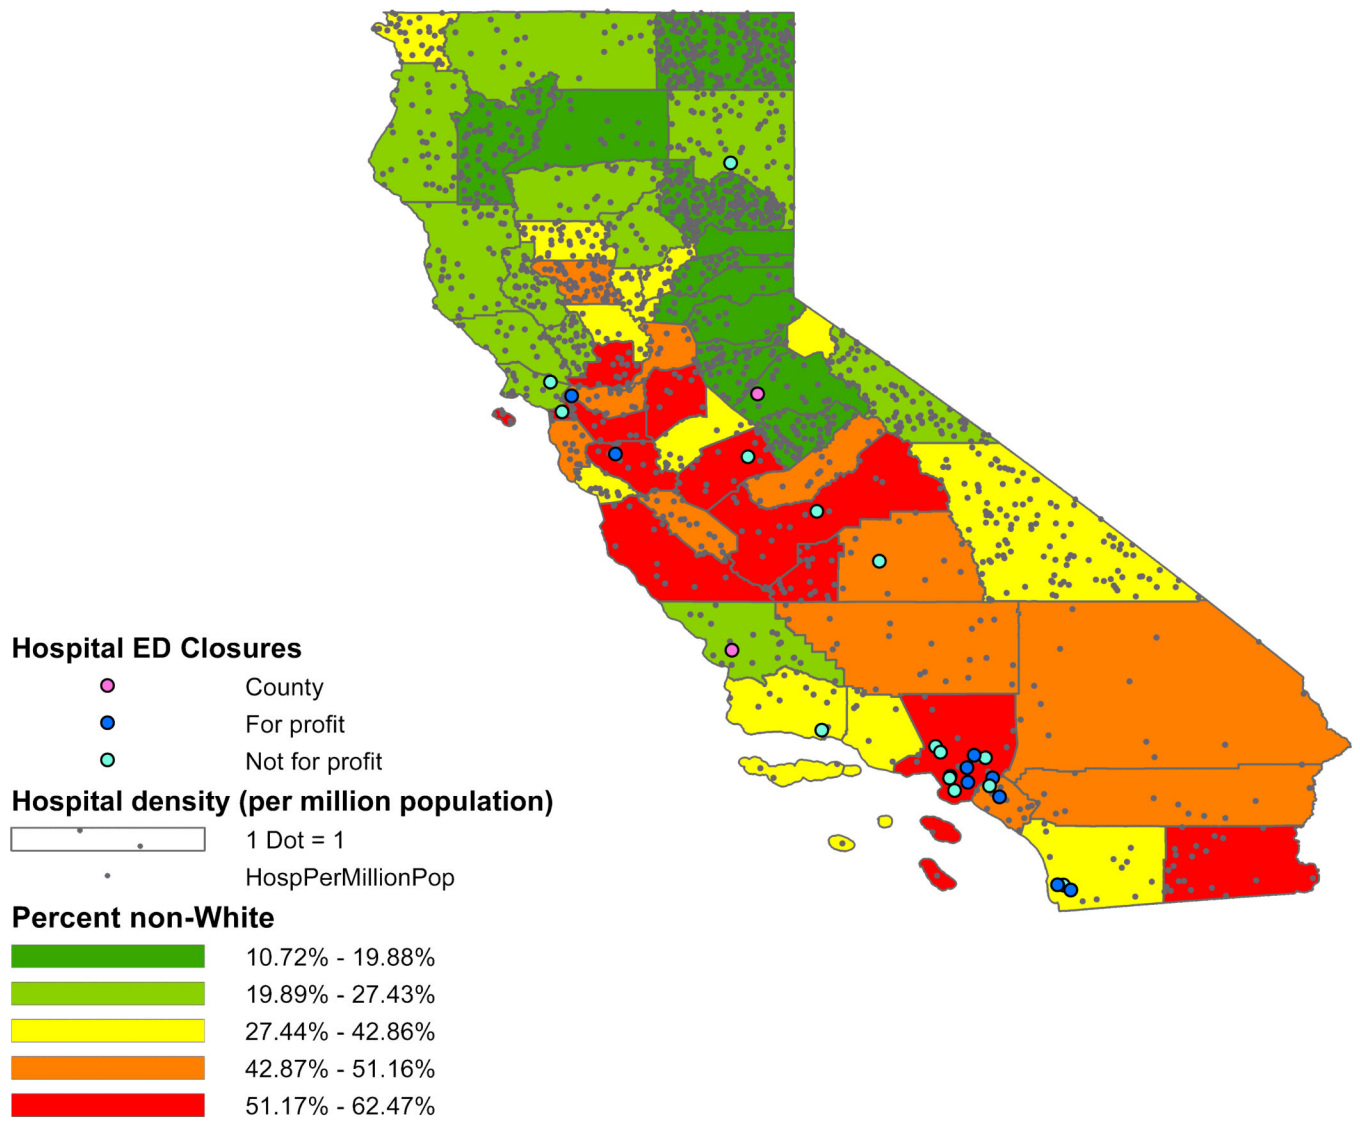 Hospital ED Closures
County
For profit
Not for profit
Hospital density (per million population)
1 Dot = 1
HospPerMillionPop
Percent non-White
10.72% - 19.88%
19.89% - 27.43%
27.44% - 42.86%
42.87% - 51.16%
51.17% - 62.47%